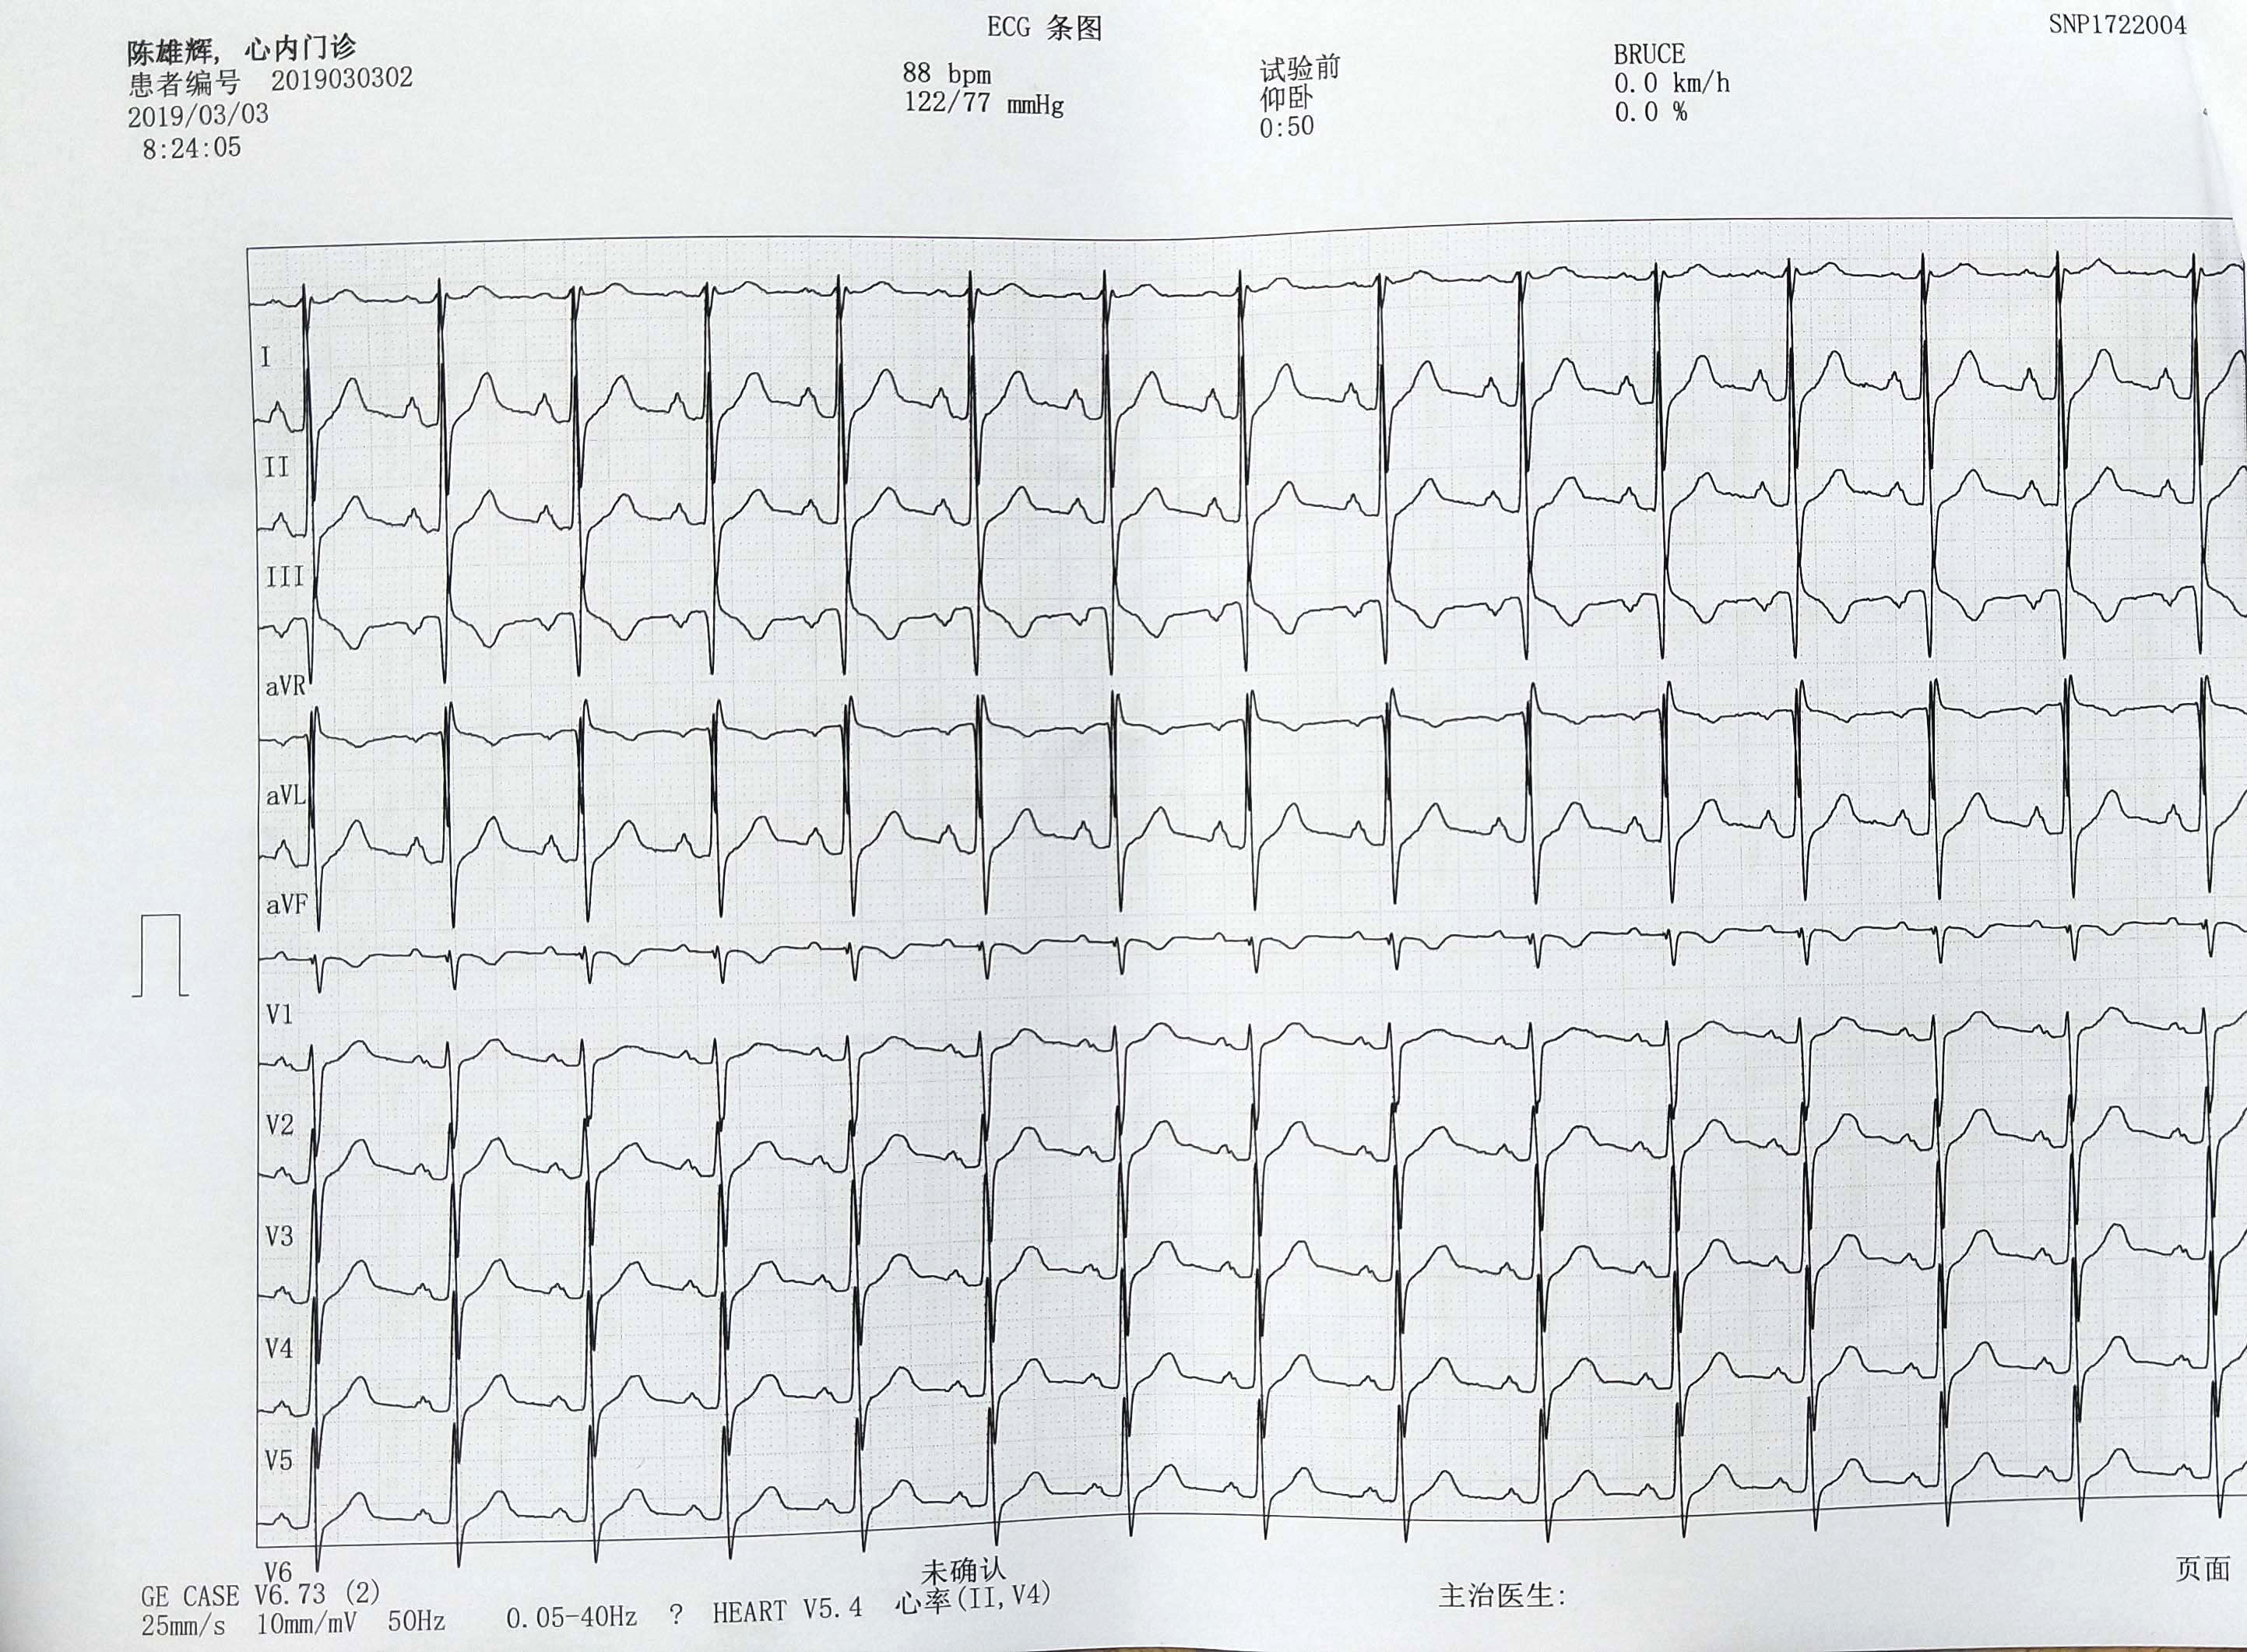 ECG 条图
SNP1722004
陈雄辉, 心内门诊
患者编号 2019030302
2019/03/03
8:24:05
88 bpm
122/77 mmHg
试验前
仰卧
0:50
BRUCE
0.0 km/h
0.0 %
I
II
III
aVR
aVL
aVF
V1
V2
V3
V4
V5
V6
GE CASE V6.73 (2)
25mm/s 10mm/mV 50Hz 0.05-40Hz ? HEART V5.4 心率(II,V4)
未确认
主治医生:
页面